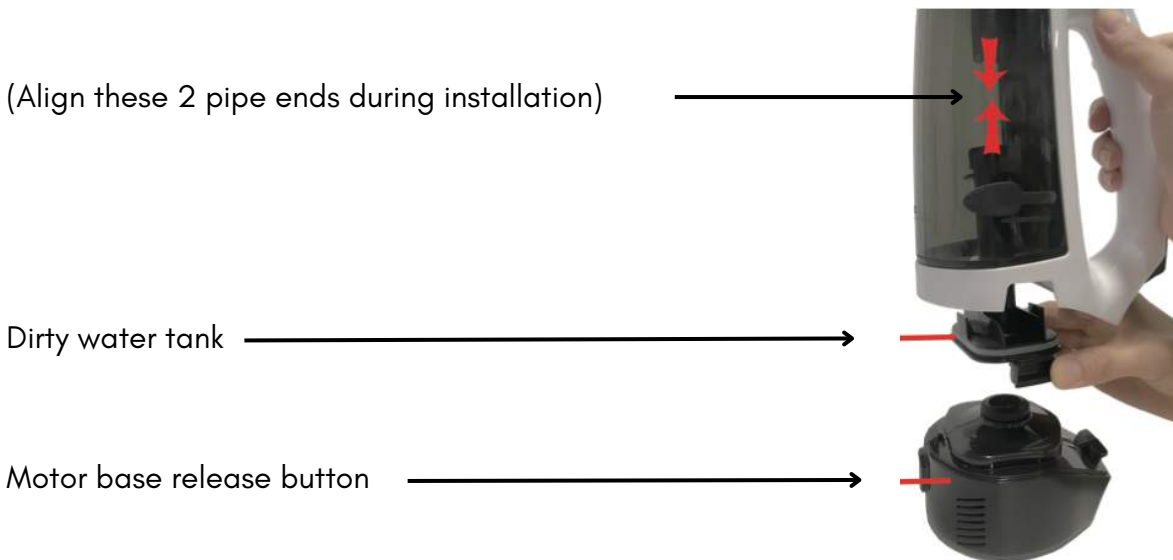 (Align these 2 pipe ends during installation)
Dirty water tank
Motor base release button